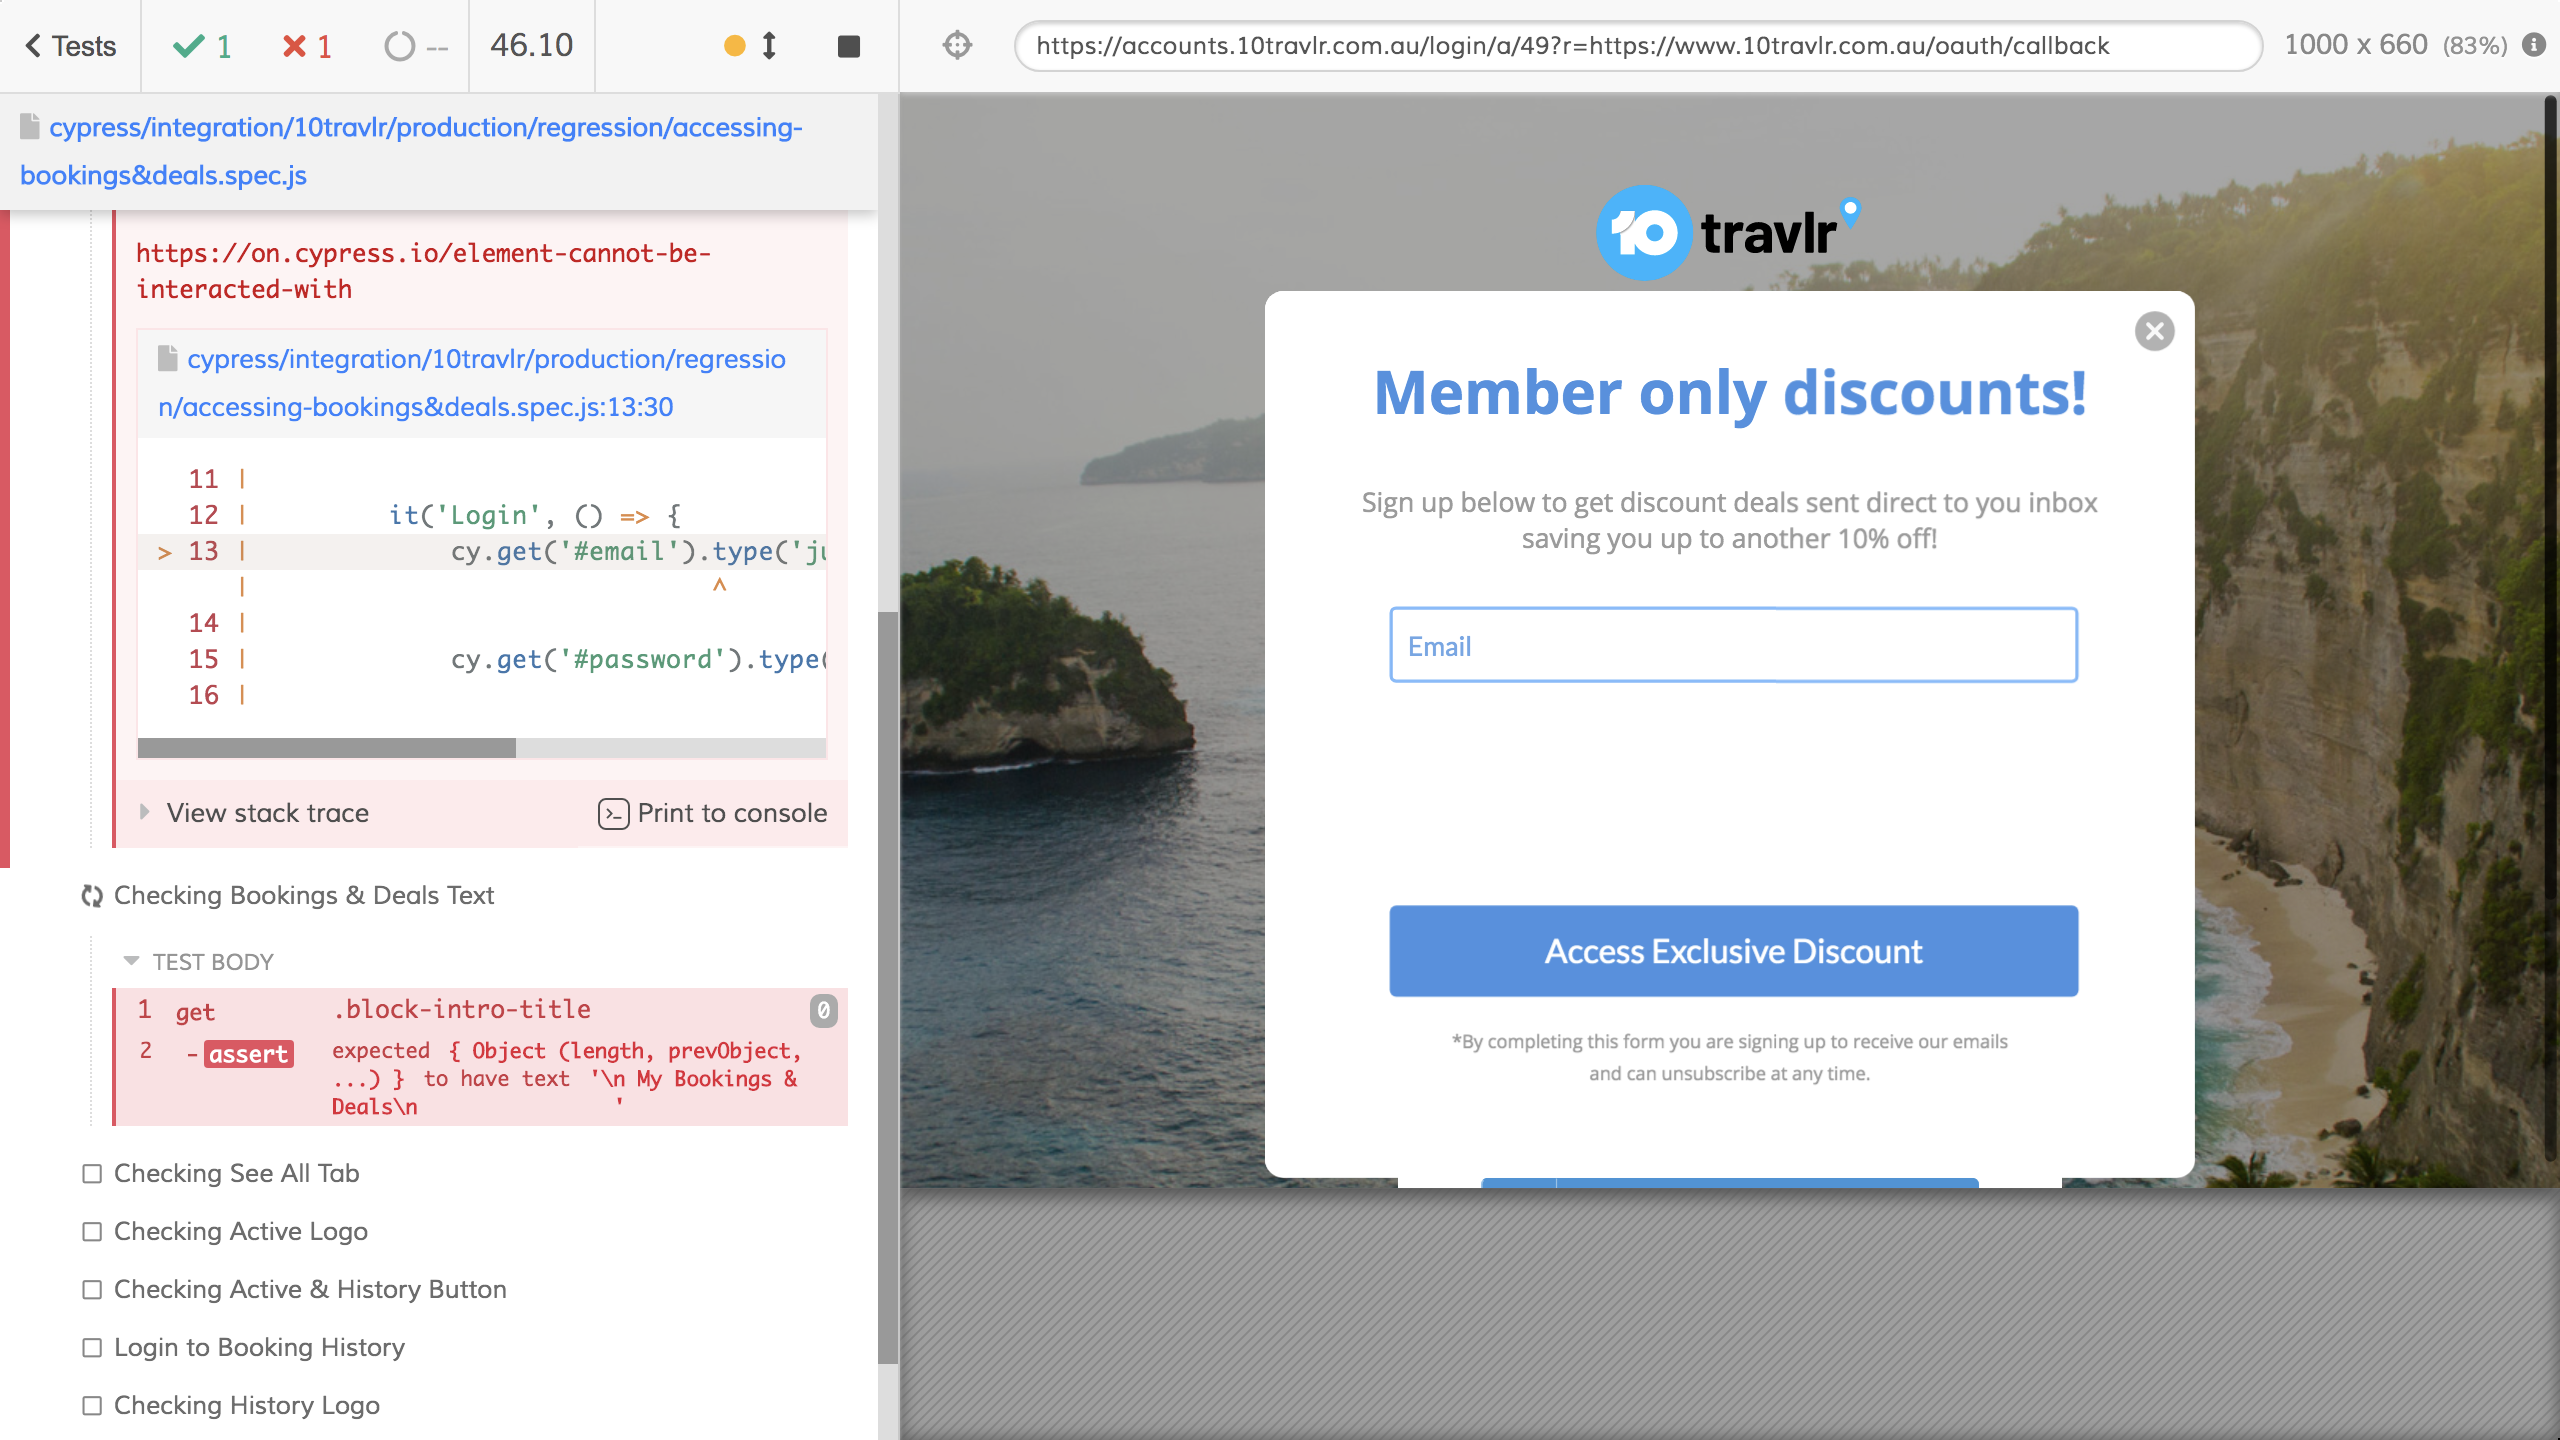 Tests
1
1
--
46.10
https://accounts.10travlr.com.au/login/a/49?r=https://www.10travlr.com.au/oauth/callback
1000 x 660 (83%)
cypress/integration/10travlr/production/regression/accessing-
bookings&deals.spec.js
https://on.cypress.io/element-cannot-be-
interacted-with
cypress/integration/10travlr/production/regressio
n/accessing-bookings&deals.spec.js:13:30
11 |
12 | it('Login', () => {
> 13 | cy.get('#email').type('ju
| ^
14 |
15 | cy.get('#password').type(
16 |
View stack trace
Print to console
Checking Bookings & Deals Text
TEST BODY
1 get .block-intro-title 0
2 -assert expected { Object (length, prevObject,
...) } to have text '\n My Bookings &
Deals\n '
Checking See All Tab
Checking Active Logo
Checking Active & History Button
Login to Booking History
Checking History Logo
10 travlr
Member only discounts!
Sign up below to get discount deals sent direct to you inbox
saving you up to another 10% off!
Email
Access Exclusive Discount
*By completing this form you are signing up to receive our emails
and can unsubscribe at any time.